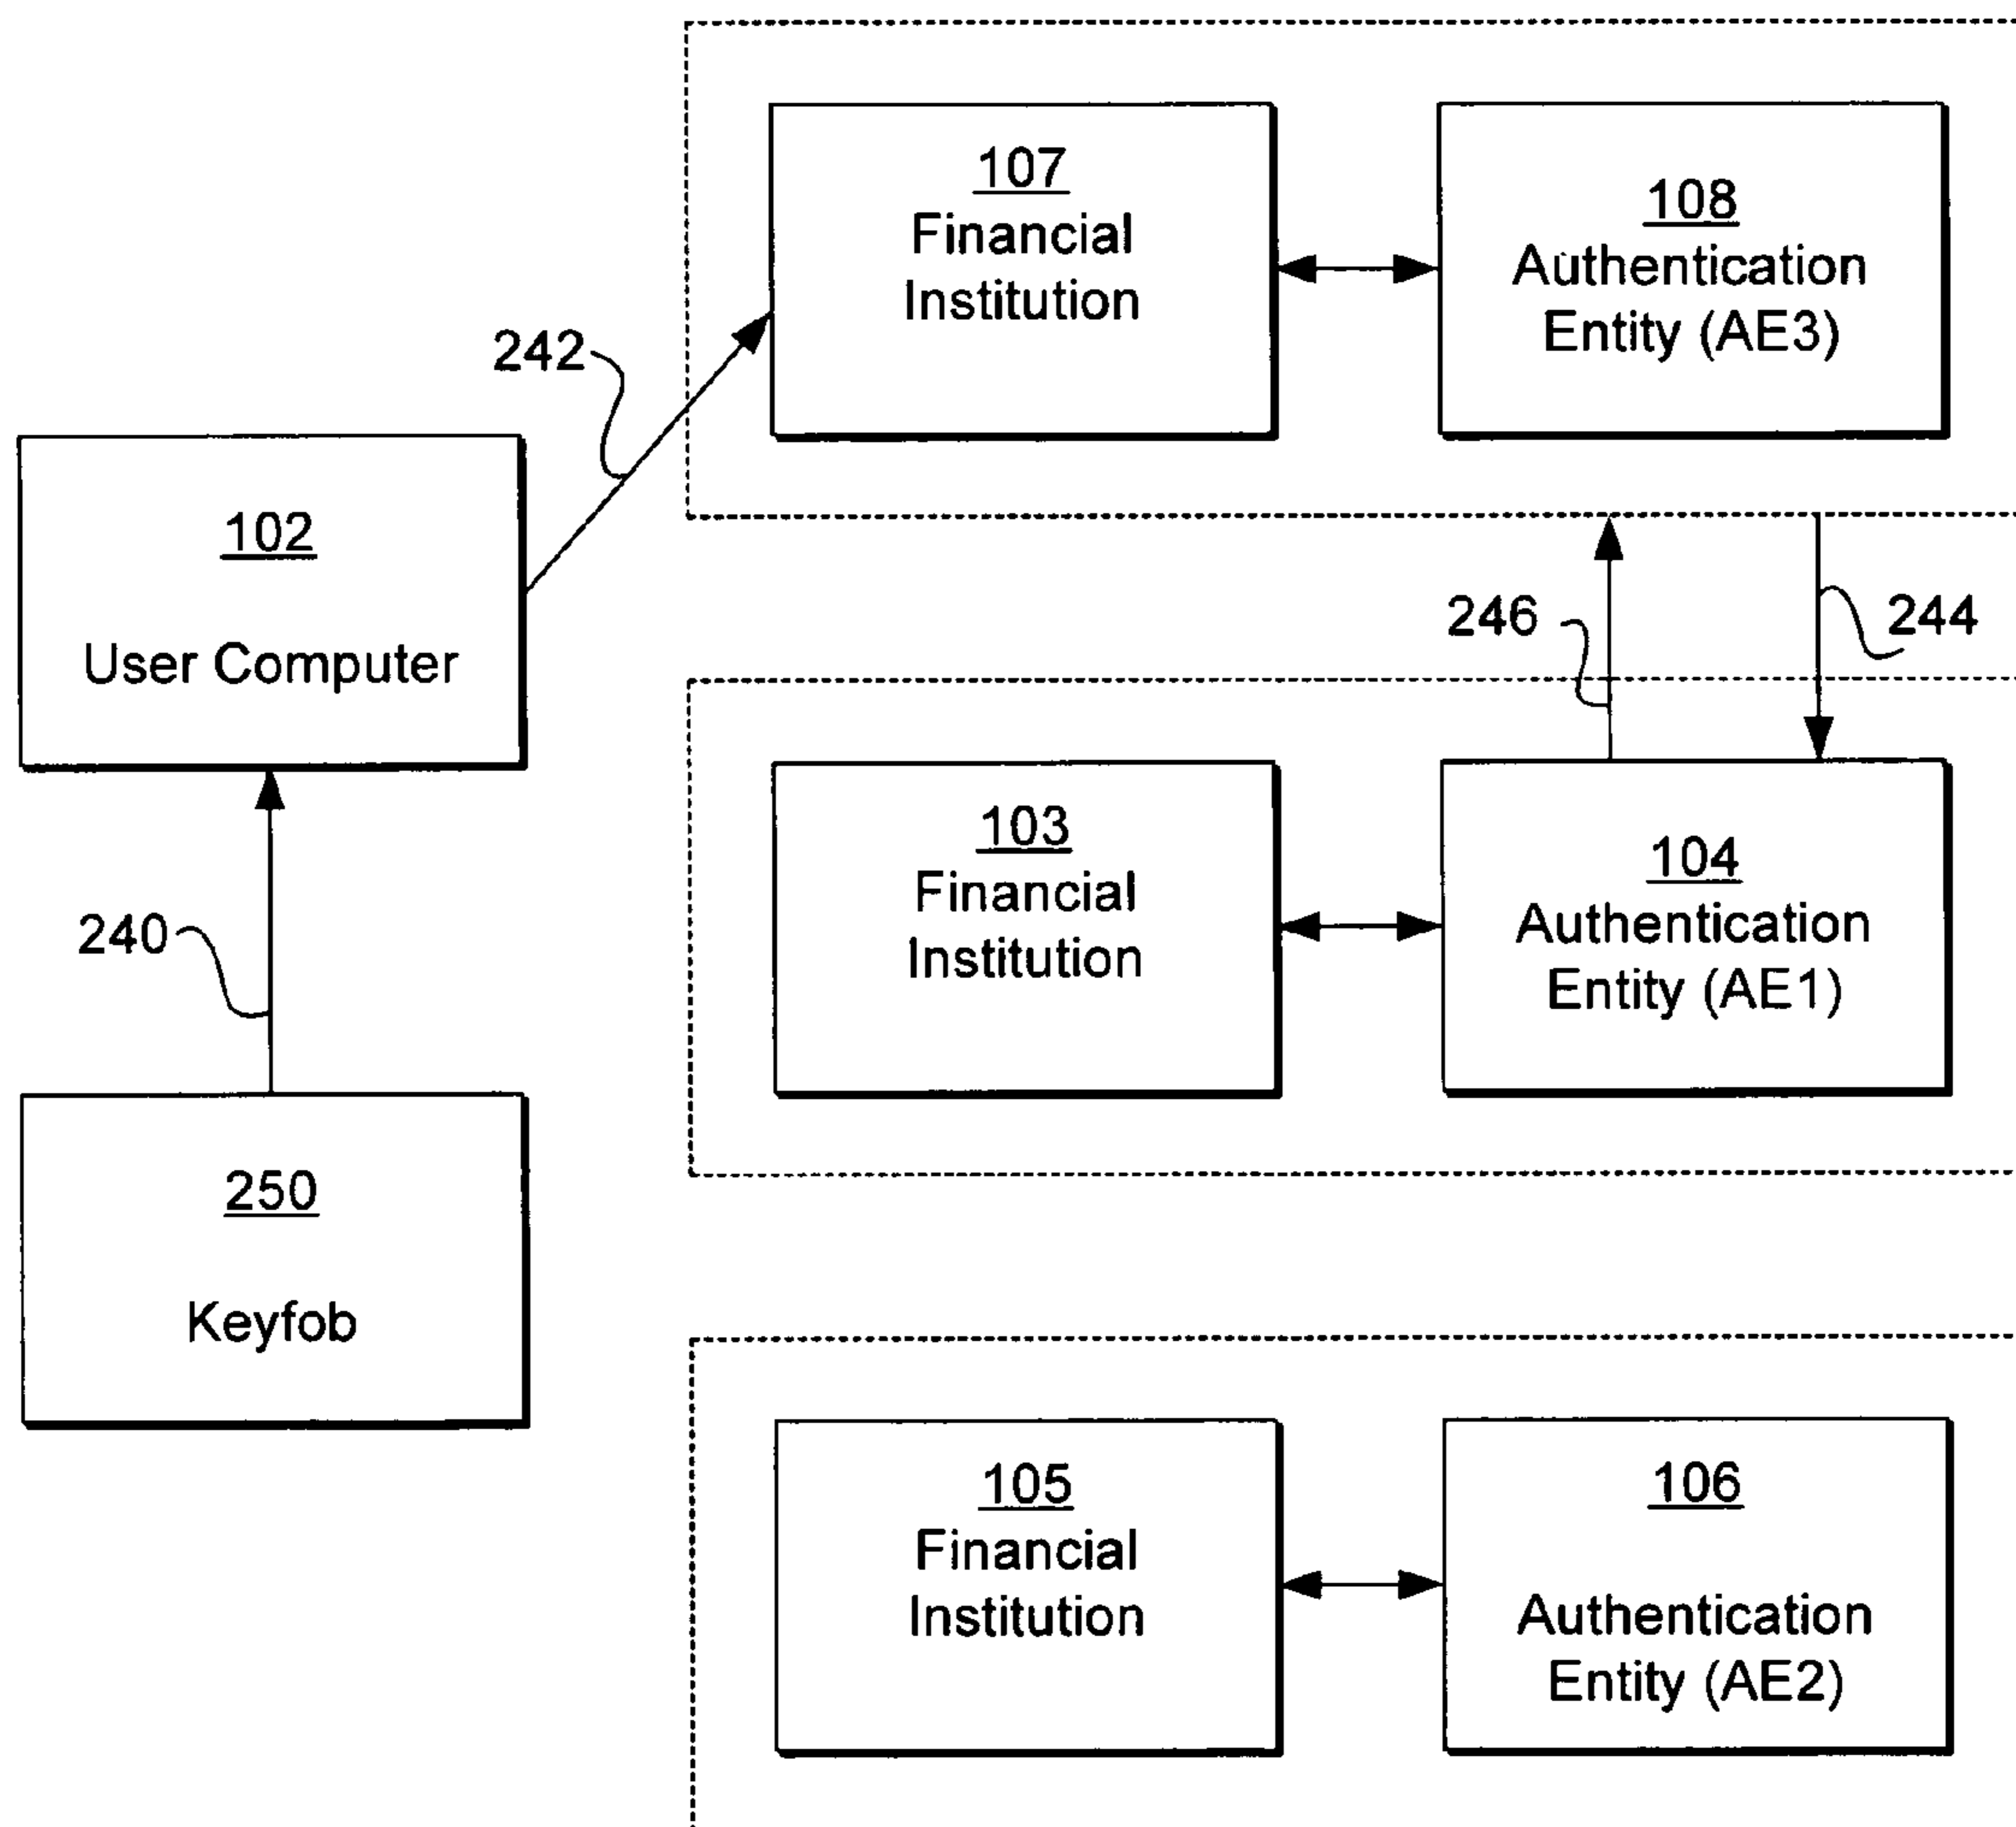 107
Financial
Institution
108
Authentication
Entity (AE3)
242
102
User Computer
246
244
103
Financial
Institution
104
Authentication
Entity (AE1)
240
250
Keyfob
105
Financial
Institution
106
Authentication
Entity (AE2)